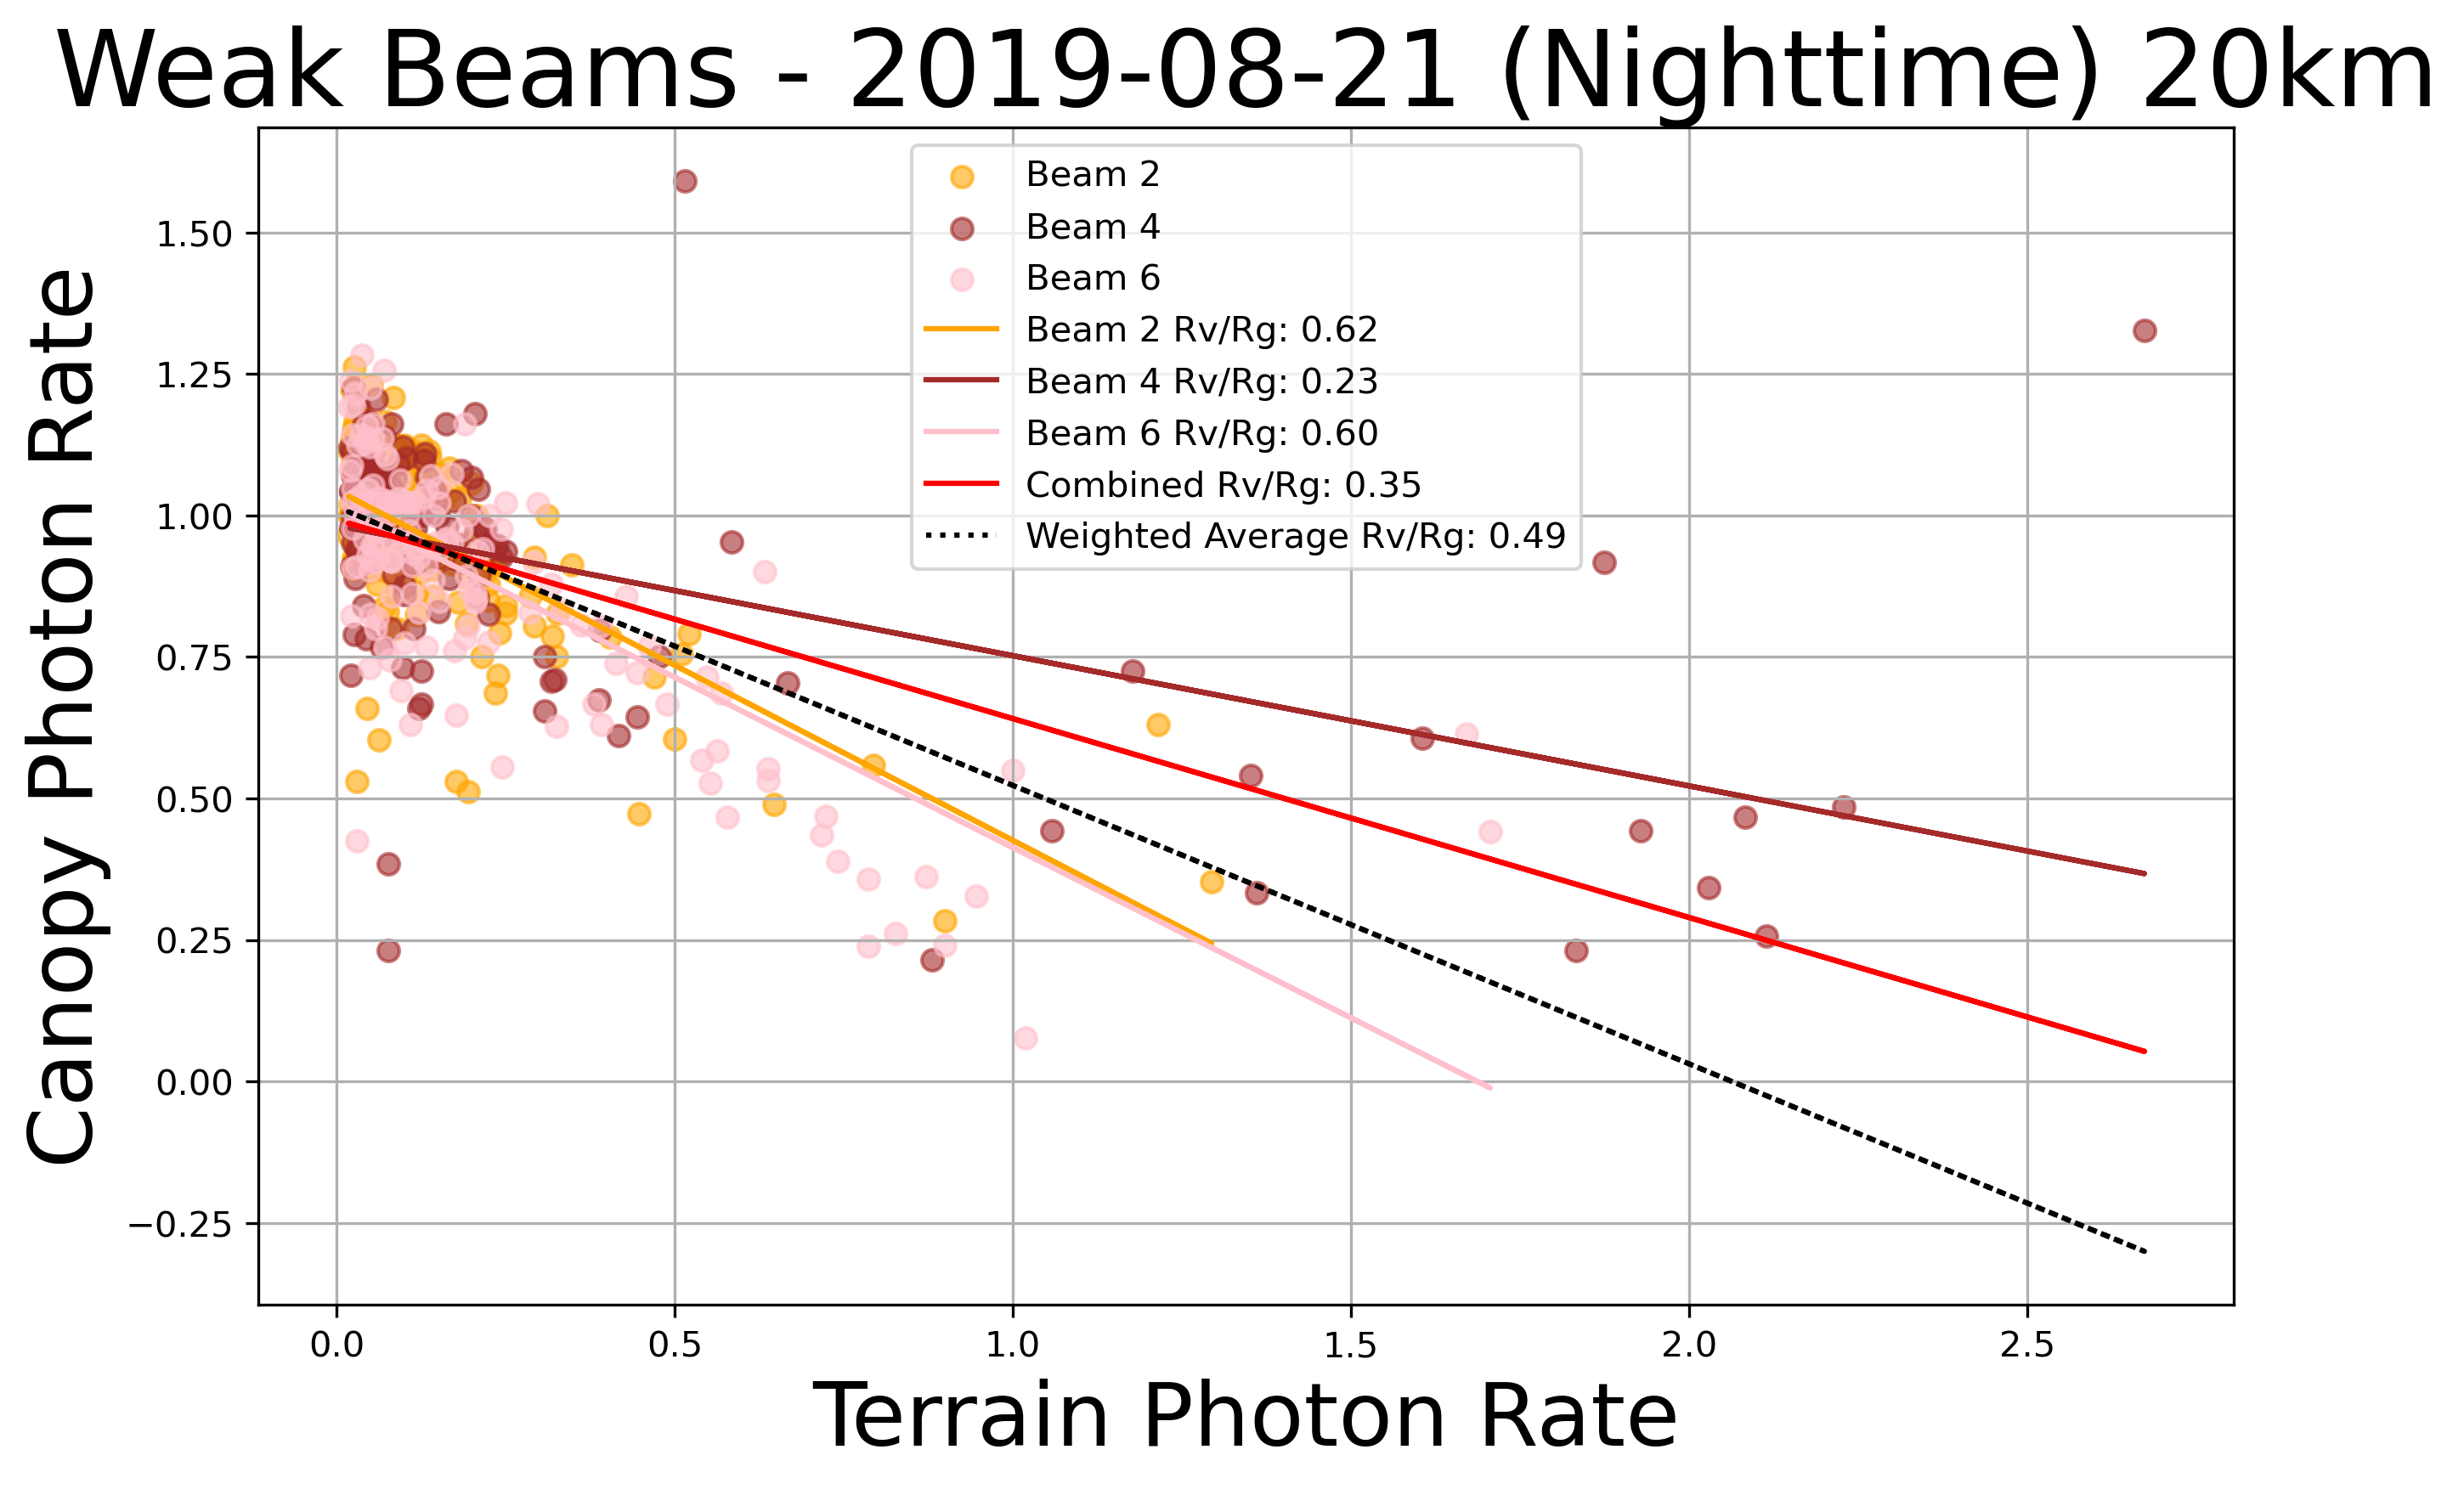 Weak Beams - 2019-08-21 (Nighttime) 20km
Canopy Photon Rate
1.50
1.25
1.00
0.75
0.50
0.25
0.00
−0.25
Beam 2
Beam 4
Beam 6
Beam 2 Rv/Rg: 0.62
Beam 4 Rv/Rg: 0.23
Beam 6 Rv/Rg: 0.60
Combined Rv/Rg: 0.35
Weighted Average Rv/Rg: 0.49
0.0 0.5 1.0 1.5 2.0 2.5
Terrain Photon Rate